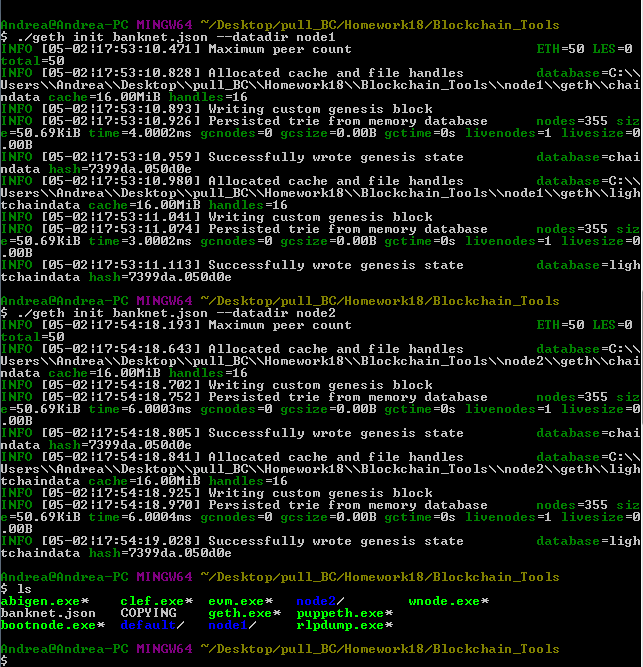 Andrea@Andrea-PC MINGW64 ~/Desktop/pull_BC/Homework18/Blockchain_Tools
$ ./geth init banknet.json --datadir node1
INFO [05-02|17:53:10.471] Maximum peer count                       ETH=50 LES=0
total=50
INFO [05-02|17:53:10.828] Allocated cache and file handles         database=C:\\
Users\\Andrea\\Desktop\\pull_BC\\Homework18\\Blockchain_Tools\\node1\\geth\\chai
ndata cache=16.00MiB handles=16
INFO [05-02|17:53:10.893] Writing custom genesis block
INFO [05-02|17:53:10.926] Persisted trie from memory database      nodes=355 siz
e=50.69KiB time=4.0002ms gcnodes=0 gcsize=0.00B gctime=0s livenodes=1 livesize=0
.00B
INFO [05-02|17:53:10.959] Successfully wrote genesis state         database=chai
ndata hash=7399da.050d0e
INFO [05-02|17:53:10.980] Allocated cache and file handles         database=C:\\
Users\\Andrea\\Desktop\\pull_BC\\Homework18\\Blockchain_Tools\\node1\\geth\\ligh
tchaindata cache=16.00MiB handles=16
INFO [05-02|17:53:11.041] Writing custom genesis block
INFO [05-02|17:53:11.074] Persisted trie from memory database      nodes=355 siz
e=50.69KiB time=3.0002ms gcnodes=0 gcsize=0.00B gctime=0s livenodes=1 livesize=0
.00B
INFO [05-02|17:53:11.113] Successfully wrote genesis state         database=ligh
tchaindata hash=7399da.050d0e
Andrea@Andrea-PC MINGW64 ~/Desktop/pull_BC/Homework18/Blockchain_Tools
$ ./geth init banknet.json --datadir node2
INFO [05-02|17:54:18.193] Maximum peer count                       ETH=50 LES=0
total=50
INFO [05-02|17:54:18.643] Allocated cache and file handles         database=C:\\
Users\\Andrea\\Desktop\\pull_BC\\Homework18\\Blockchain_Tools\\node2\\geth\\chai
ndata cache=16.00MiB handles=16
INFO [05-02|17:54:18.702] Writing custom genesis block
INFO [05-02|17:54:18.752] Persisted trie from memory database      nodes=355 siz
e=50.69KiB time=6.0003ms gcnodes=0 gcsize=0.00B gctime=0s livenodes=1 livesize=0
.00B
INFO [05-02|17:54:18.805] Successfully wrote genesis state         database=chai
ndata hash=7399da.050d0e
INFO [05-02|17:54:18.841] Allocated cache and file handles         database=C:\\
Users\\Andrea\\Desktop\\pull_BC\\Homework18\\Blockchain_Tools\\node2\\geth\\ligh
tchaindata cache=16.00MiB handles=16
INFO [05-02|17:54:18.925] Writing custom genesis block
INFO [05-02|17:54:18.970] Persisted trie from memory database      nodes=355 siz
e=50.69KiB time=6.0004ms gcnodes=0 gcsize=0.00B gctime=0s livenodes=1 livesize=0
.00B
INFO [05-02|17:54:19.028] Successfully wrote genesis state         database=ligh
tchaindata hash=7399da.050d0e
Andrea@Andrea-PC MINGW64 ~/Desktop/pull_BC/Homework18/Blockchain_Tools
$ ls
abigen.exe*    clef.exe*  evm.exe*   node2/        wnode.exe*
banknet.json   COPYING    geth.exe*  puppeth.exe*
bootnode.exe*  default/   node1/     rlpdump.exe*
Andrea@Andrea-PC MINGW64 ~/Desktop/pull_BC/Homework18/Blockchain_Tools
$